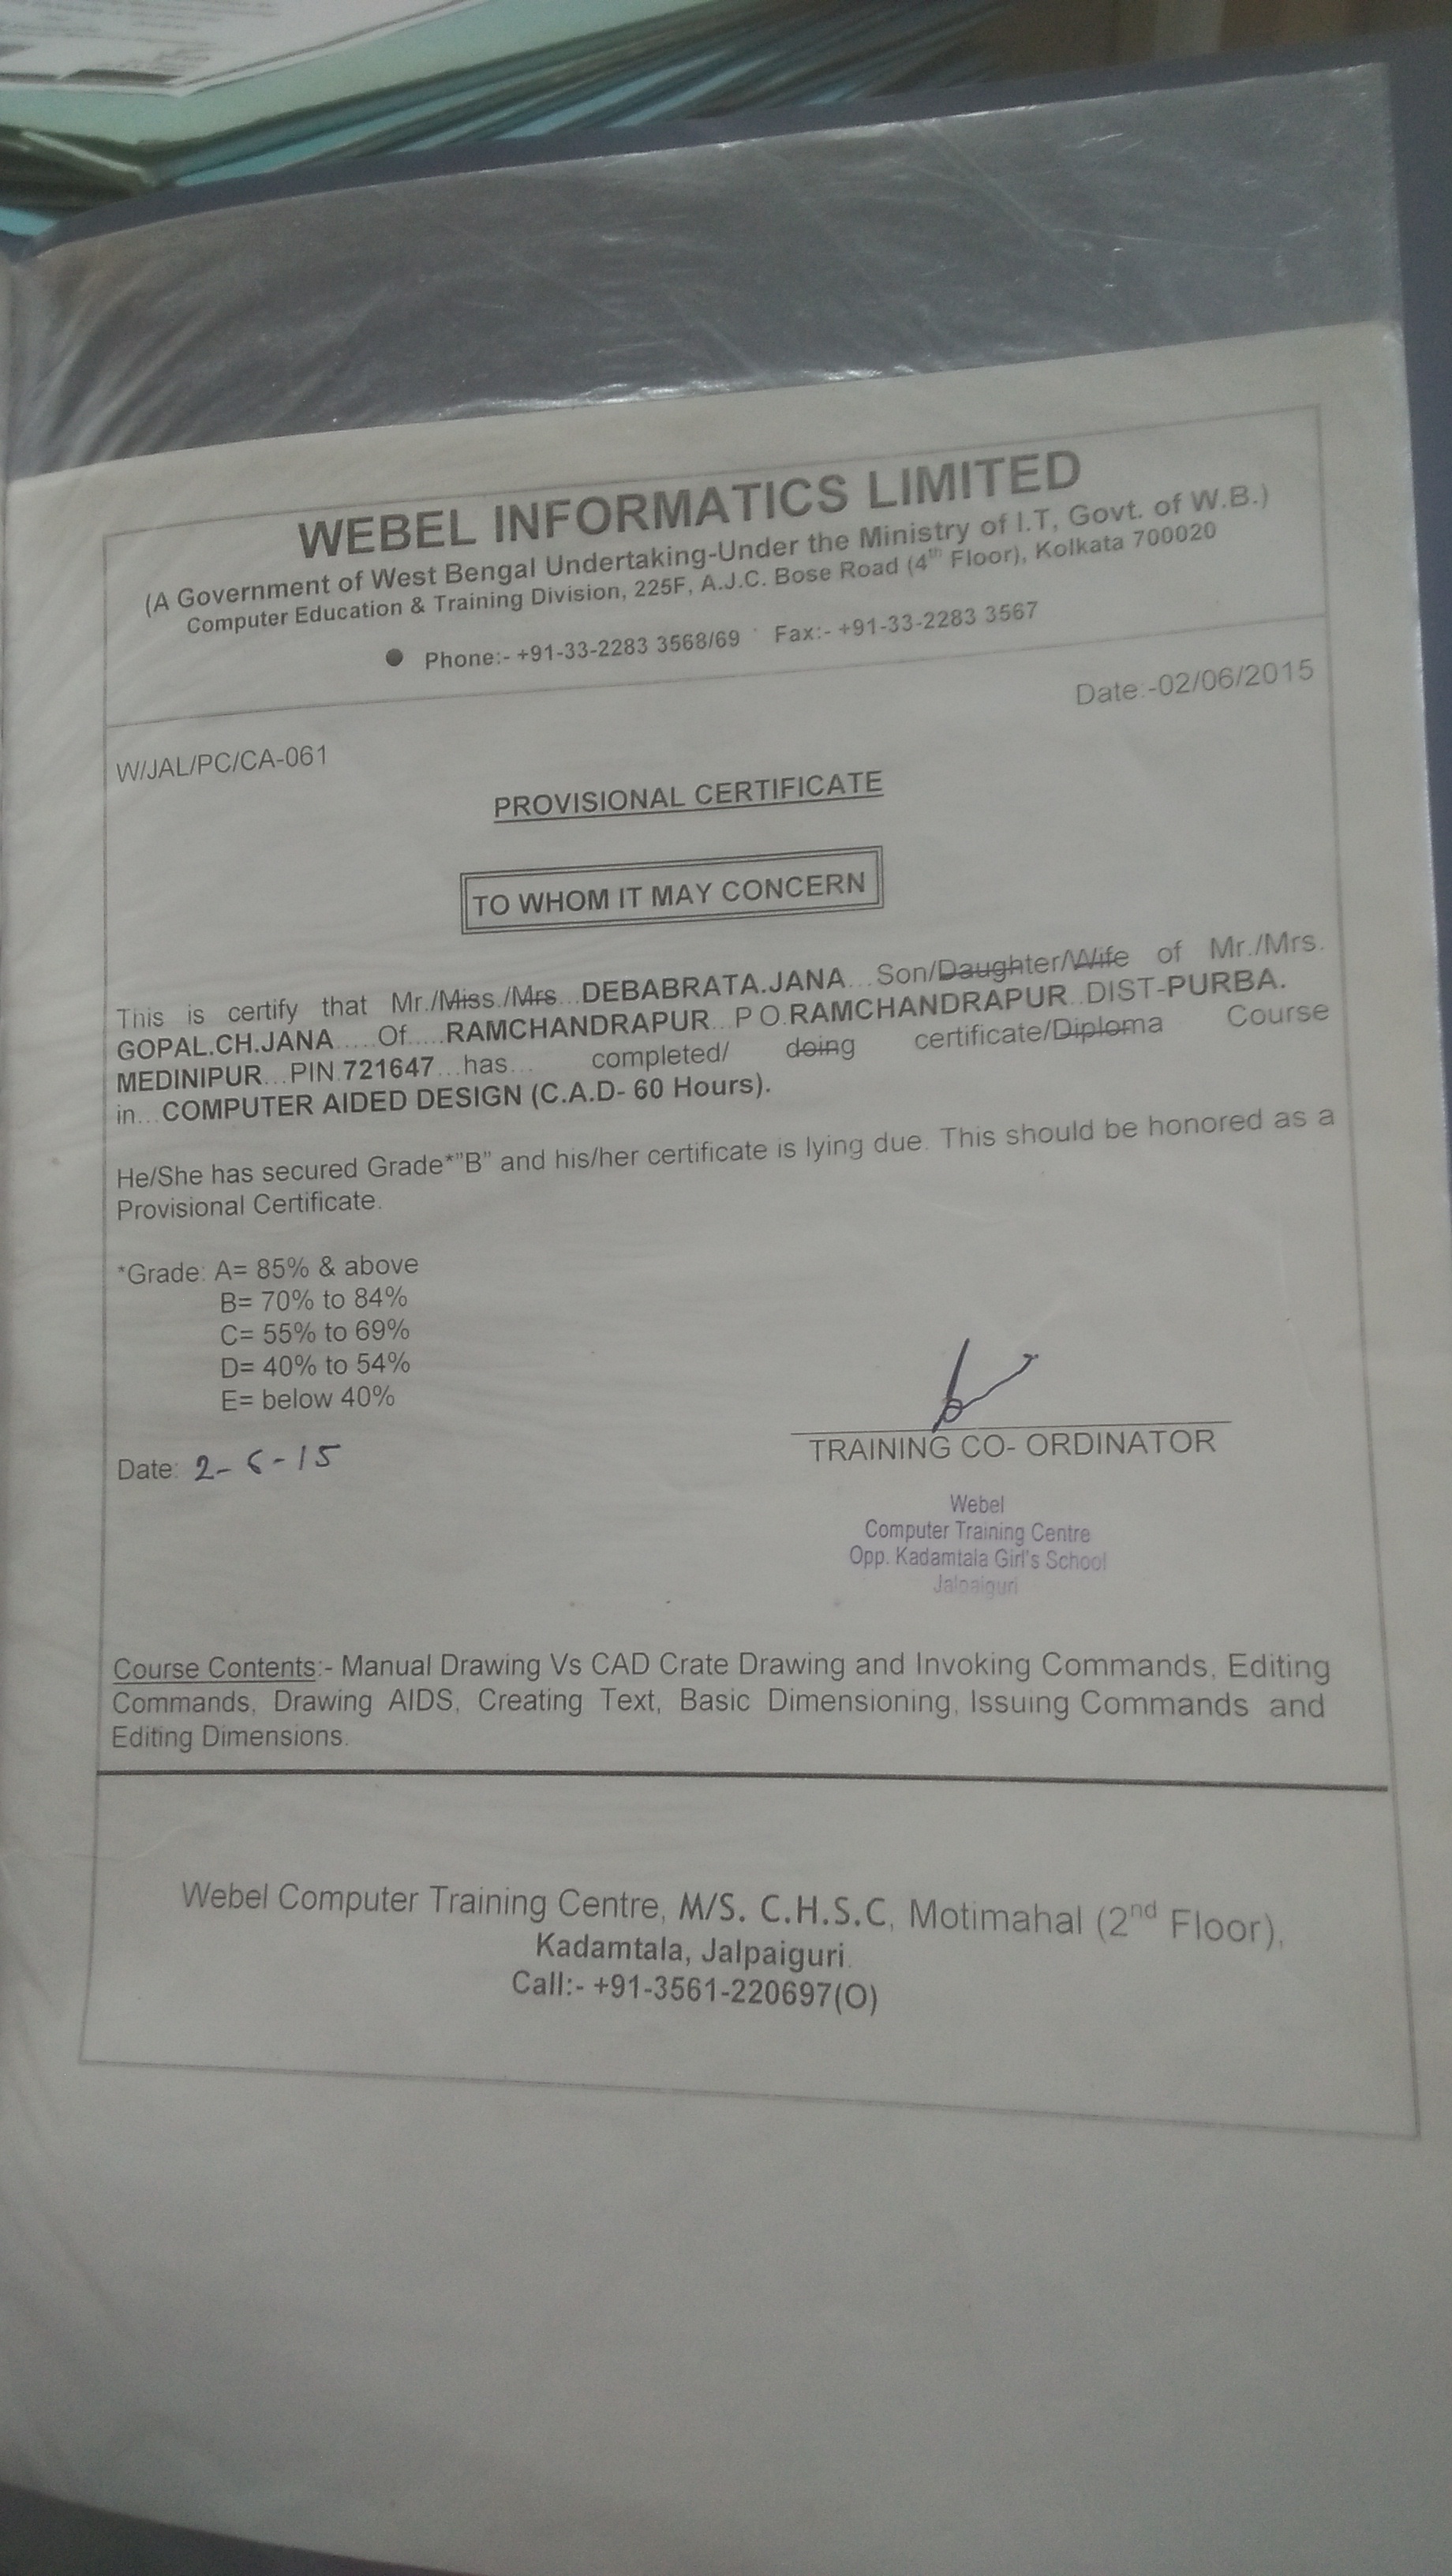 WEBEL INFORMATICS LIMITED
(A Government of West Bengal Undertaking-Under the Ministry of I.T, Govt. of W.B.)
Computer Education & Training Division, 225F, A.J.C. Bose Road (4th Floor), Kolkata 700020
● Phone:- +91-33-2283 3568/69 Fax:- +91-33-2283 3567
Date:-02/06/2015
W/JAL/PC/CA-061
PROVISIONAL CERTIFICATE
TO WHOM IT MAY CONCERN
This is certify that Mr./Miss./Mrs...DEBABRATA.JANA...Son/Daughter/Wife of Mr./Mrs.
GOPAL.CH.JANA.....Of.....RAMCHANDRAPUR...P.O.RAMCHANDRAPUR..DIST-PURBA.
MEDINIPUR...PIN.721647...has... completed/ doing certificate/Diploma Course
in...COMPUTER AIDED DESIGN (C.A.D- 60 Hours).
He/She has secured Grade*"B" and his/her certificate is lying due. This should be honored as a
Provisional Certificate.
*Grade: A= 85% & above
B= 70% to 84%
C= 55% to 69%
D= 40% to 54%
E= below 40%
Date: 2-6-15
TRAINING CO- ORDINATOR
Webel
Computer Training Centre
Opp. Kadamtala Girl's School
Jalpaiguri
Course Contents:- Manual Drawing Vs CAD Crate Drawing and Invoking Commands, Editing
Commands, Drawing AIDS, Creating Text, Basic Dimensioning, Issuing Commands and
Editing Dimensions.
Webel Computer Training Centre, M/S. C.H.S.C, Motimahal (2nd Floor),
Kadamtala, Jalpaiguri.
Call:- +91-3561-220697(O)